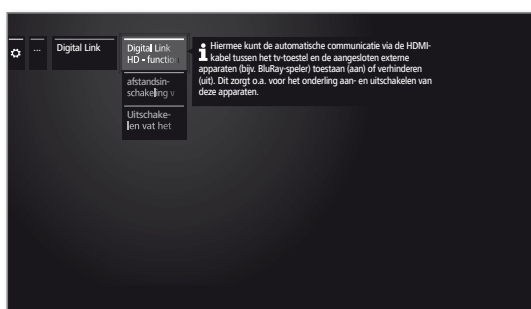 ...
Digital Link
Digital Link
HD - function
afstandsin-
schakeling v
Uitschake-
len vat het
i Hiermee kunt de automatische communicatie via de HDMI-
kabel tussen het tv-toestel en de aangesloten externe
apparaten (bijv. BluRay-speler) toestaan (aan) of verhinderen
(uit). Dit zorgt o.a. voor het onderling aan- en uitschakelen van
deze apparaten.